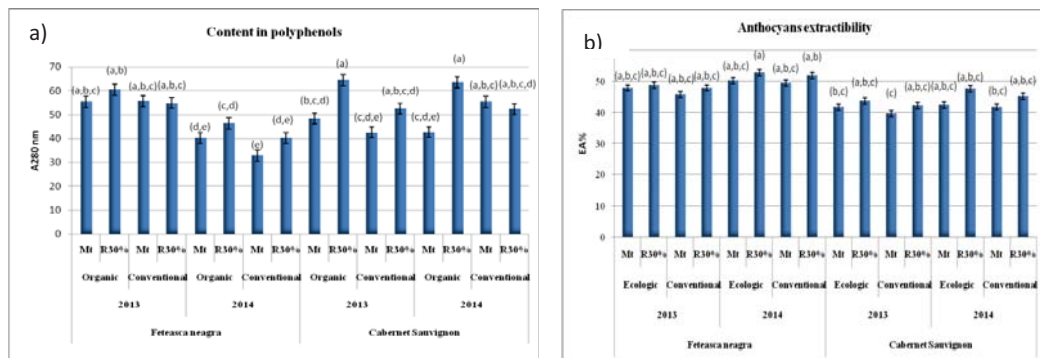 a)
Content in polyphenols
A280 nm
70
60
50
40
30
20
10
0
(a,b,c) (a,b) (a,b,c) (a,b,c) (d,e) (c,d) (e) (d,e) (b,c,d) (a) (c,d,e) (a,b,c,d) (c,d,e) (a) (a,b,c) (a,b,c,d)
Mt R30% Mt R30% Mt R30% Mt R30% Mt R30% Mt R30% Mt R30% Mt R30%
Organic Conventional Organic Conventional Organic Conventional Organic Conventional
2013 2014 2013 2014
Feteasca neagra Cabernet Sauvignon
b)
Anthocyans extractibility
EA%
60
50
40
30
20
10
0
(a,b,c) (a,b,c) (a,b,c) (a,b,c) (a,b,c) (a) (a,b,c) (a,b) (b,c) (a,b,c) (c) (a,b,c) (a,b,c) (a,b,c) (b,c) (a,b,c)
Mt R30% Mt R30% Mt R30% Mt R30% Mt R30% Mt R30% Mt R30% Mt R30%
Ecologic Conventional Ecologic Conventional Ecologic Conventional Ecologic Conventional
2013 2014 2013 2014
Feteasca neagra Cabernet Sauvignon